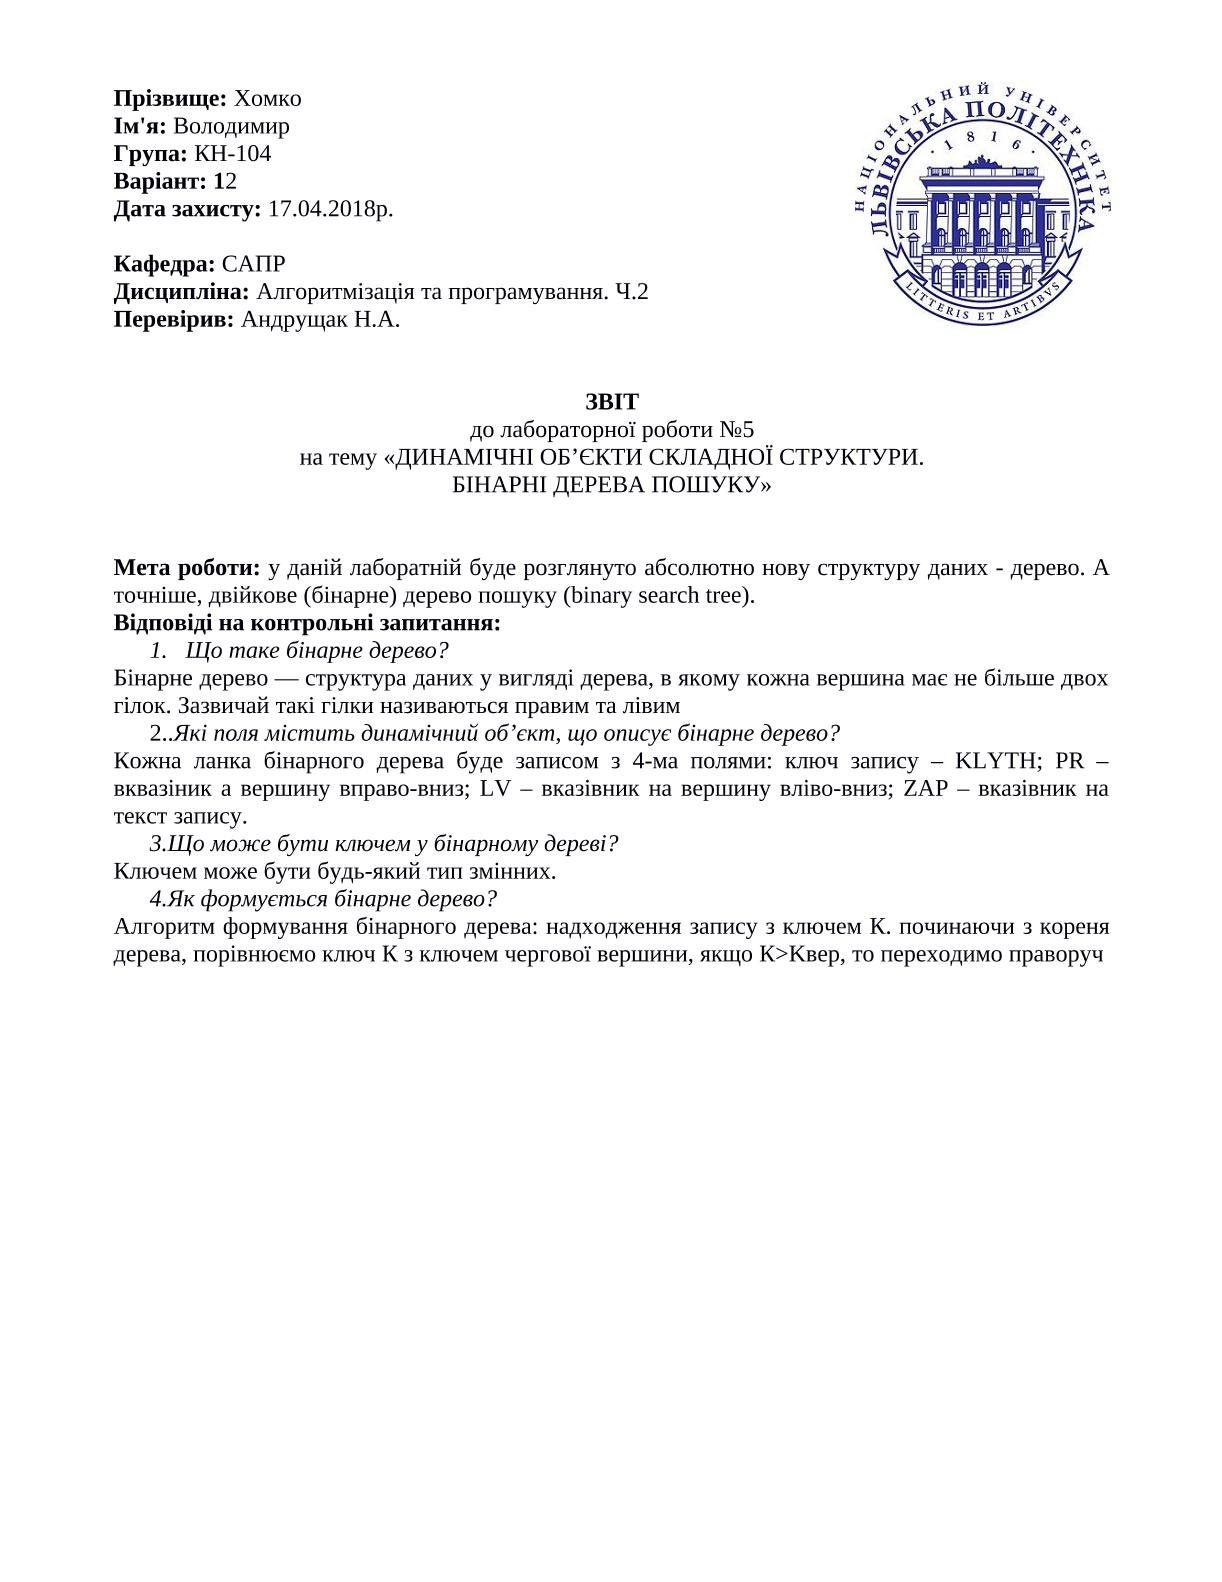 Прізвище: Хомко
Ім'я: Володимир
Група: КН-104
Варіант: 12
Дата захисту: 17.04.2018р.
НАЦІОНАЛЬНИЙ УНІВЕРСИТЕТ
ЛЬВІВСЬКА ПОЛІТЕХНІКА
· 1 8 1 6 ·
LITTERIS ET ARTIBVS
Кафедра: САПР
Дисципліна: Алгоритмізація та програмування. Ч.2
Перевірив: Андрущак Н.А.
ЗВІТ
до лабораторної роботи №5
на тему «ДИНАМІЧНІ ОБ’ЄКТИ СКЛАДНОЇ СТРУКТУРИ.
БІНАРНІ ДЕРЕВА ПОШУКУ»
Мета роботи: у даній лаборатній буде розглянуто абсолютно нову структуру даних - дерево. А
точніше, двійкове (бінарне) дерево пошуку (binary search tree).
Відповіді на контрольні запитання:
1. Що таке бінарне дерево?
Бінарне дерево — структура даних у вигляді дерева, в якому кожна вершина має не більше двох
гілок. Зазвичай такі гілки називаються правим та лівим
2..Які поля містить динамічний об’єкт, що описує бінарне дерево?
Кожна ланка бінарного дерева буде записом з 4-ма полями: ключ запису – KLYTH; PR –
вквазіник а вершину вправо-вниз; LV – вказівник на вершину вліво-вниз; ZAP – вказівник на
текст запису.
3.Що може бути ключем у бінарному дереві?
Ключем може бути будь-який тип змінних.
4.Як формується бінарне дерево?
Алгоритм формування бінарного дерева: надходження запису з ключем К. починаючи з кореня
дерева, порівнюємо ключ К з ключем чергової вершини, якщо К>Квер, то переходимо праворуч